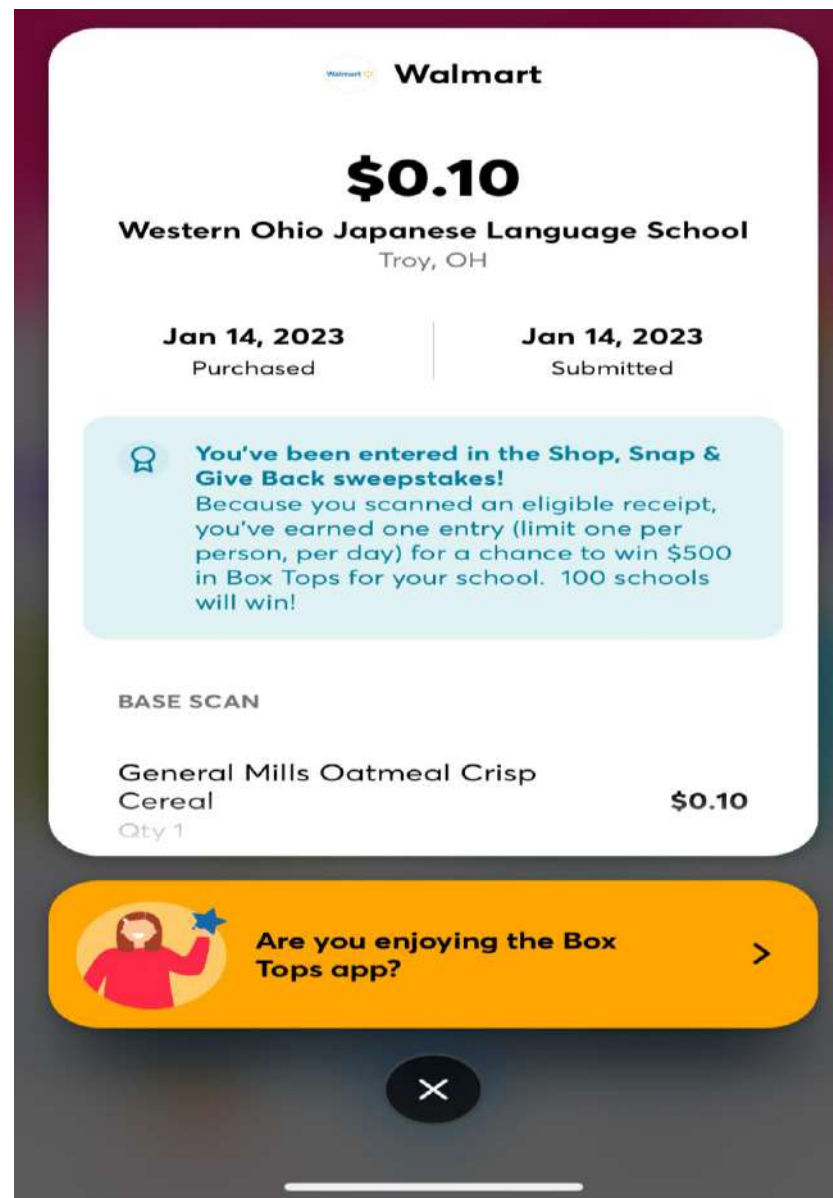 Walmart Walmart
$0.10
Western Ohio Japanese Language School
Troy, OH
Jan 14, 2023 Jan 14, 2023
Purchased Submitted
You've been entered in the Shop, Snap &
Give Back sweepstakes!
Because you scanned an eligible receipt,
you've earned one entry (limit one per
person, per day) for a chance to win $500
in Box Tops for your school. 100 schools
will win!
BASE SCAN
General Mills Oatmeal Crisp
Cereal $0.10
Qty 1
Are you enjoying the Box
Tops app?